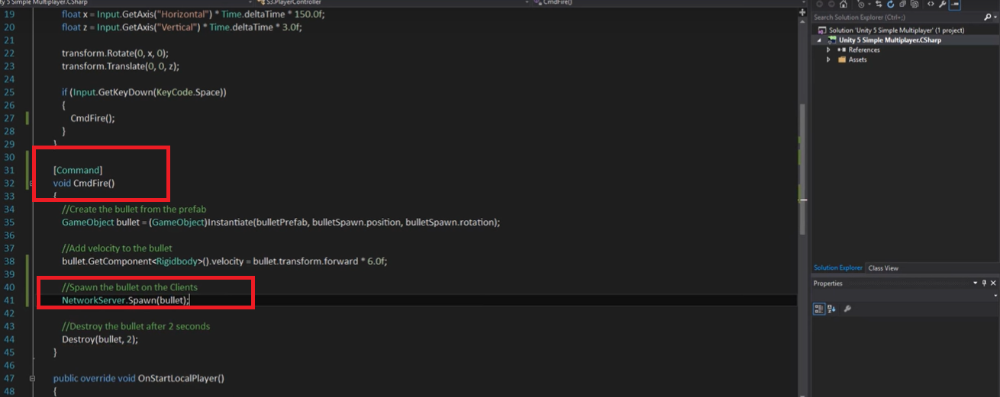 ty 5 Simple Multiplayer.CSharp
S3.PlayerController
CmdFire()
19 float x = Input.GetAxis("Horizontal") * Time.deltaTime * 150.0f;
20 float z = Input.GetAxis("Vertical") * Time.deltaTime * 3.0f;
21
22 transform.Rotate(0, x, 0);
23 transform.Translate(0, 0, z);
24
25 if (Input.GetKeyDown(KeyCode.Space))
26 {
27 CmdFire();
28 }
29 }
30
31 [Command]
32 void CmdFire()
33 {
34 //Create the bullet from the prefab
35 GameObject bullet = (GameObject)Instantiate(bulletPrefab, bulletSpawn.position, bulletSpawn.rotation);
36
37 //Add velocity to the bullet
38 bullet.GetComponent<Rigidbody>().velocity = bullet.transform.forward * 6.0f;
39
40 //Spawn the bullet on the Clients
41 NetworkServer.Spawn(bullet);
42
43 //Destroy the bullet after 2 seconds
44 Destroy(bullet, 2);
45 }
46
47 public override void OnStartLocalPlayer()
48 {
Search Solution Explorer (Ctrl+;)
Solution 'Unity 5 Simple Multiplayer' (1 project)
Unity 5 Simple Multiplayer.CSharp
References
Assets
Solution Explorer Class View
Properties